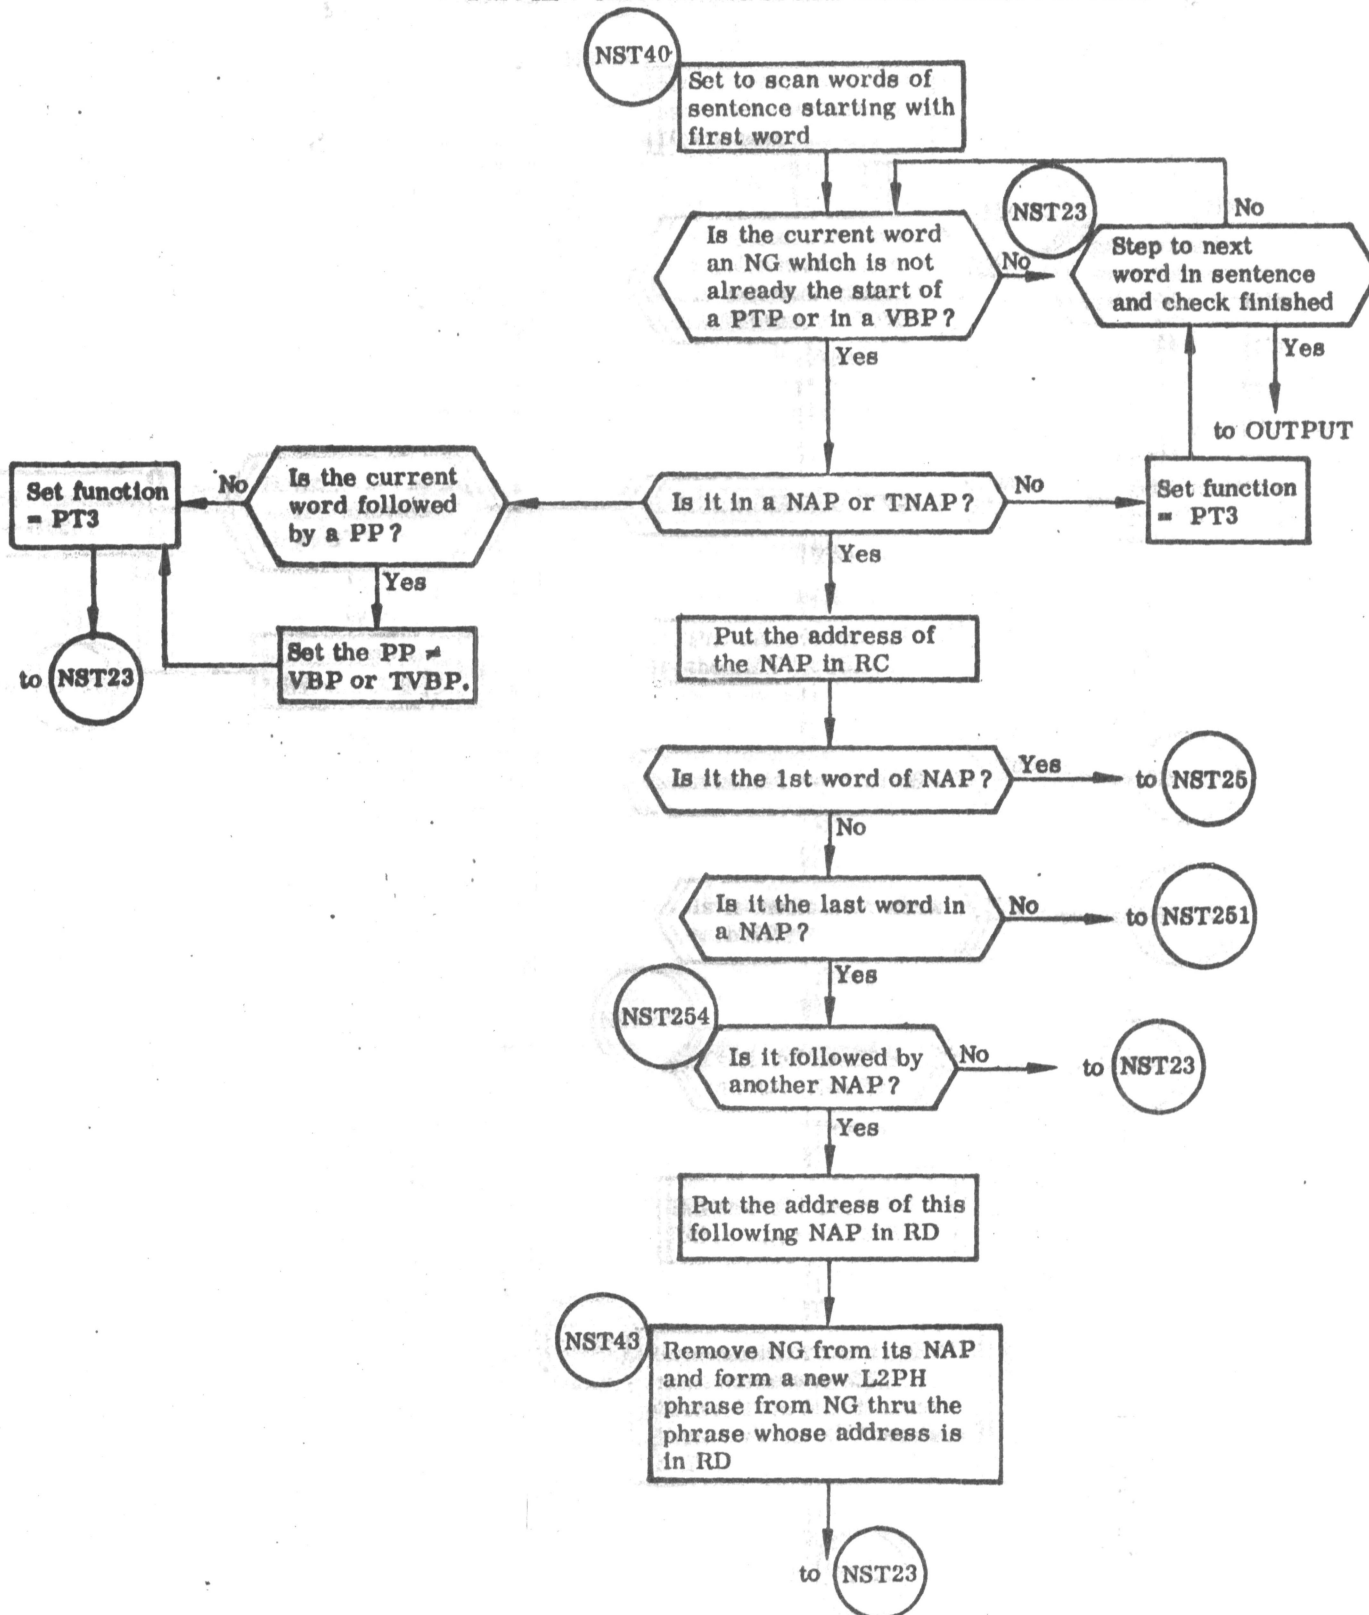 NST40
Set to scan words of
sentence starting with
first word
Is the current word
an NG which is not
already the start of
a PTP or in a VBP?
No
Yes
NST23
No
Step to next
word in sentence
and check finished
Yes
to OUTPUT
Set function
= PT3
No
Is the current
word followed
by a PP?
Yes
Set the PP ≠
VBP or TVBP.
to NST23
Is it in a NAP or TNAP?
No
Yes
Set function
= PT3
Put the address of
the NAP in RC
Is it the 1st word of NAP?
Yes
to NST25
No
Is it the last word in
a NAP?
No
to NST251
Yes
NST254
Is it followed by
another NAP?
No
to NST23
Yes
Put the address of this
following NAP in RD
NST43
Remove NG from its NAP
and form a new L2PH
phrase from NG thru the
phrase whose address is
in RD
to NST23